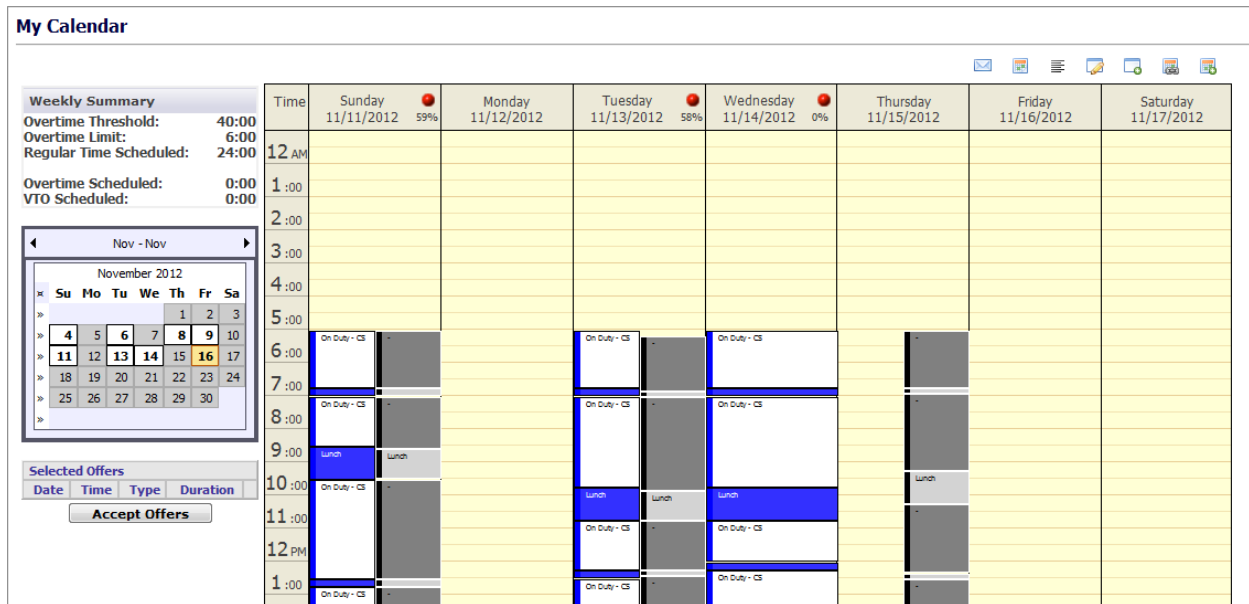 My Calendar
Weekly Summary
Overtime Threshold: 40:00
Overtime Limit: 6:00
Regular Time Scheduled: 24:00
Overtime Scheduled: 0:00
VTO Scheduled: 0:00
Nov - Nov
November 2012
¤ Su Mo Tu We Th Fr Sa
» 1 2 3
» 4 5 6 7 8 9 10
» 11 12 13 14 15 16 17
» 18 19 20 21 22 23 24
» 25 26 27 28 29 30
»
Selected Offers
Date Time Type Duration
Accept Offers
Time Sunday Monday Tuesday Wednesday Thursday Friday Saturday
11/11/2012 59% 11/12/2012 11/13/2012 58% 11/14/2012 0% 11/15/2012 11/16/2012 11/17/2012
12 AM
1 :00
2 :00
3 :00
4 :00
5 :00
On Duty - CS - On Duty - CS - On Duty - CS -
6 :00
7 :00
On Duty - CS - On Duty - CS - On Duty - CS -
8 :00
9 :00
Lunch Lunch
Lunch
10 :00
On Duty - CS -
Lunch Lunch Lunch
11 :00
On Duty - CS - On Duty - CS -
12 PM
1 :00
On Duty - CS
On Duty - CS - On Duty - CS - -